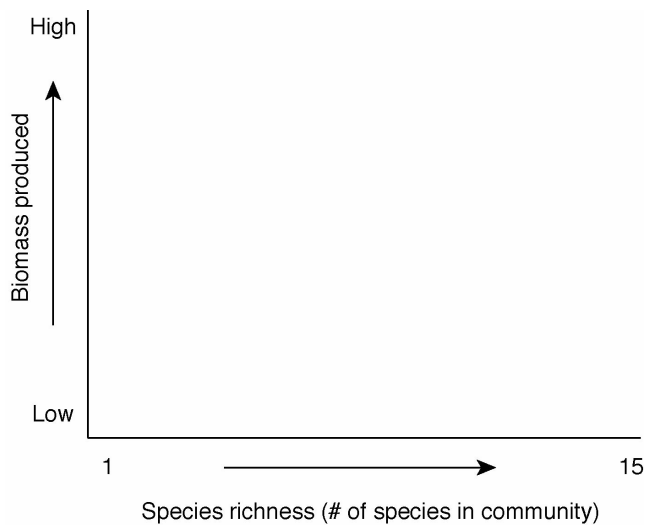 High
Biomass produced
Low
1
15
Species richness (# of species in community)